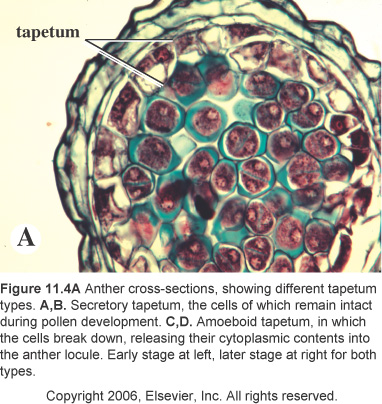 tapetum
A
Figure 11.4A Anther cross-sections, showing different tapetum
types. A,B. Secretory tapetum, the cells of which remain intact
during pollen development. C,D. Amoeboid tapetum, in which
the cells break down, releasing their cytoplasmic contents into
the anther locule. Early stage at left, later stage at right for both
types.
Copyright 2006, Elsevier, Inc. All rights reserved.